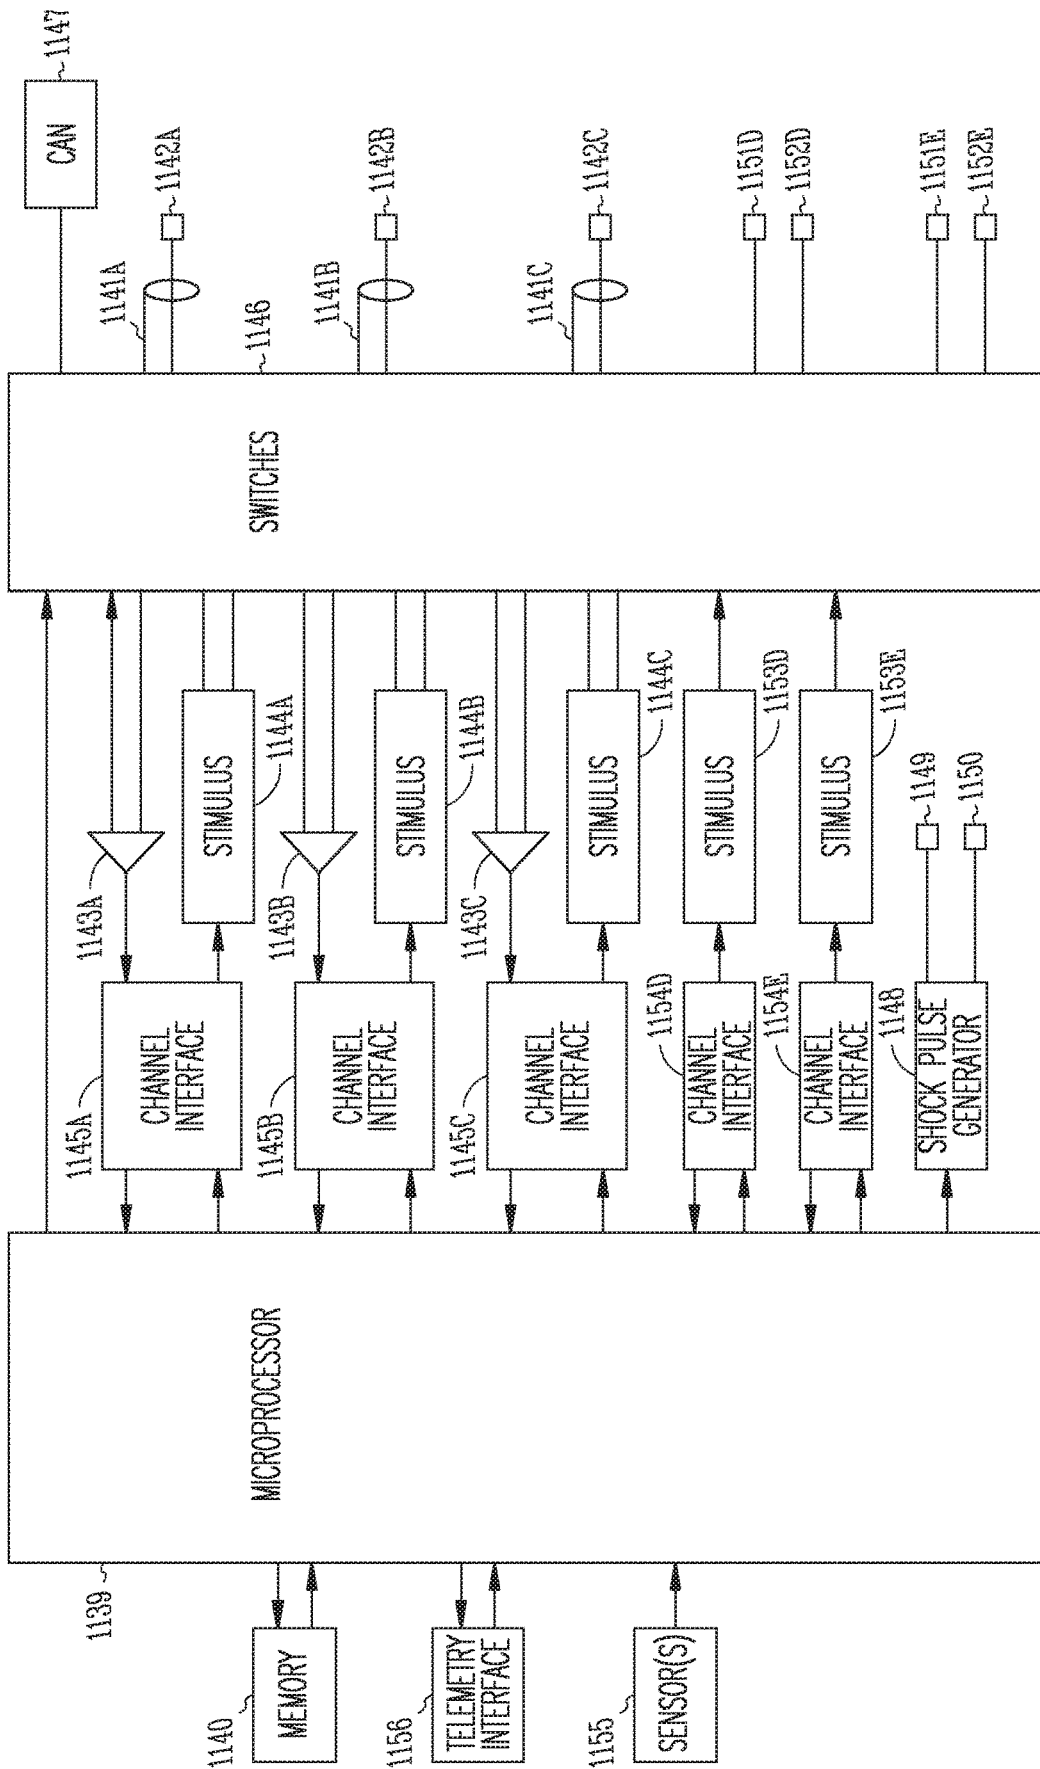 CAN
1147
1141A
1142A
1141B
1142B
1141C
1142C
1146
1151D
1152D
1151E
1152E
SWITCHES
1143A
STIMULUS
1144A
1143B
STIMULUS
1144B
1143C
STIMULUS
1144C
STIMULUS
1153D
STIMULUS
1153E
1149
1150
1145A
CHANNEL
INTERFACE
1145B
CHANNEL
INTERFACE
1145C
CHANNEL
INTERFACE
1154D
CHANNEL
INTERFACE
1154E
CHANNEL
INTERFACE
1148
SHOCK PULSE
GENERATOR
MICROPROCESSOR
1139
1140
MEMORY
1156
TELEMETRY
INTERFACE
1155
SENSOR(S)